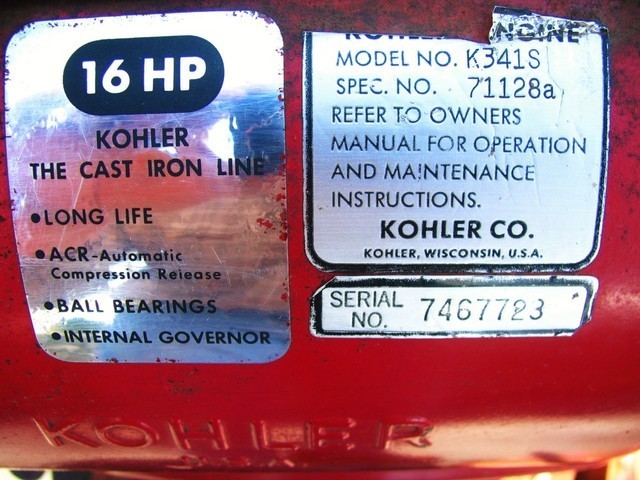 16 HP
KOHLER
THE CAST IRON LINE
•LONG LIFE
•ACR-Automatic
Compression Release
•BALL BEARINGS
•INTERNAL GOVERNOR
KOHLER ENGINE
MODEL NO. K341S
SPEC. NO. 71128a
REFER TO OWNERS
MANUAL FOR OPERATION
AND MAINTENANCE
INSTRUCTIONS.
KOHLER CO.
KOHLER, WISCONSIN, U.S.A.
SERIAL NO. 7467723
KOHLER